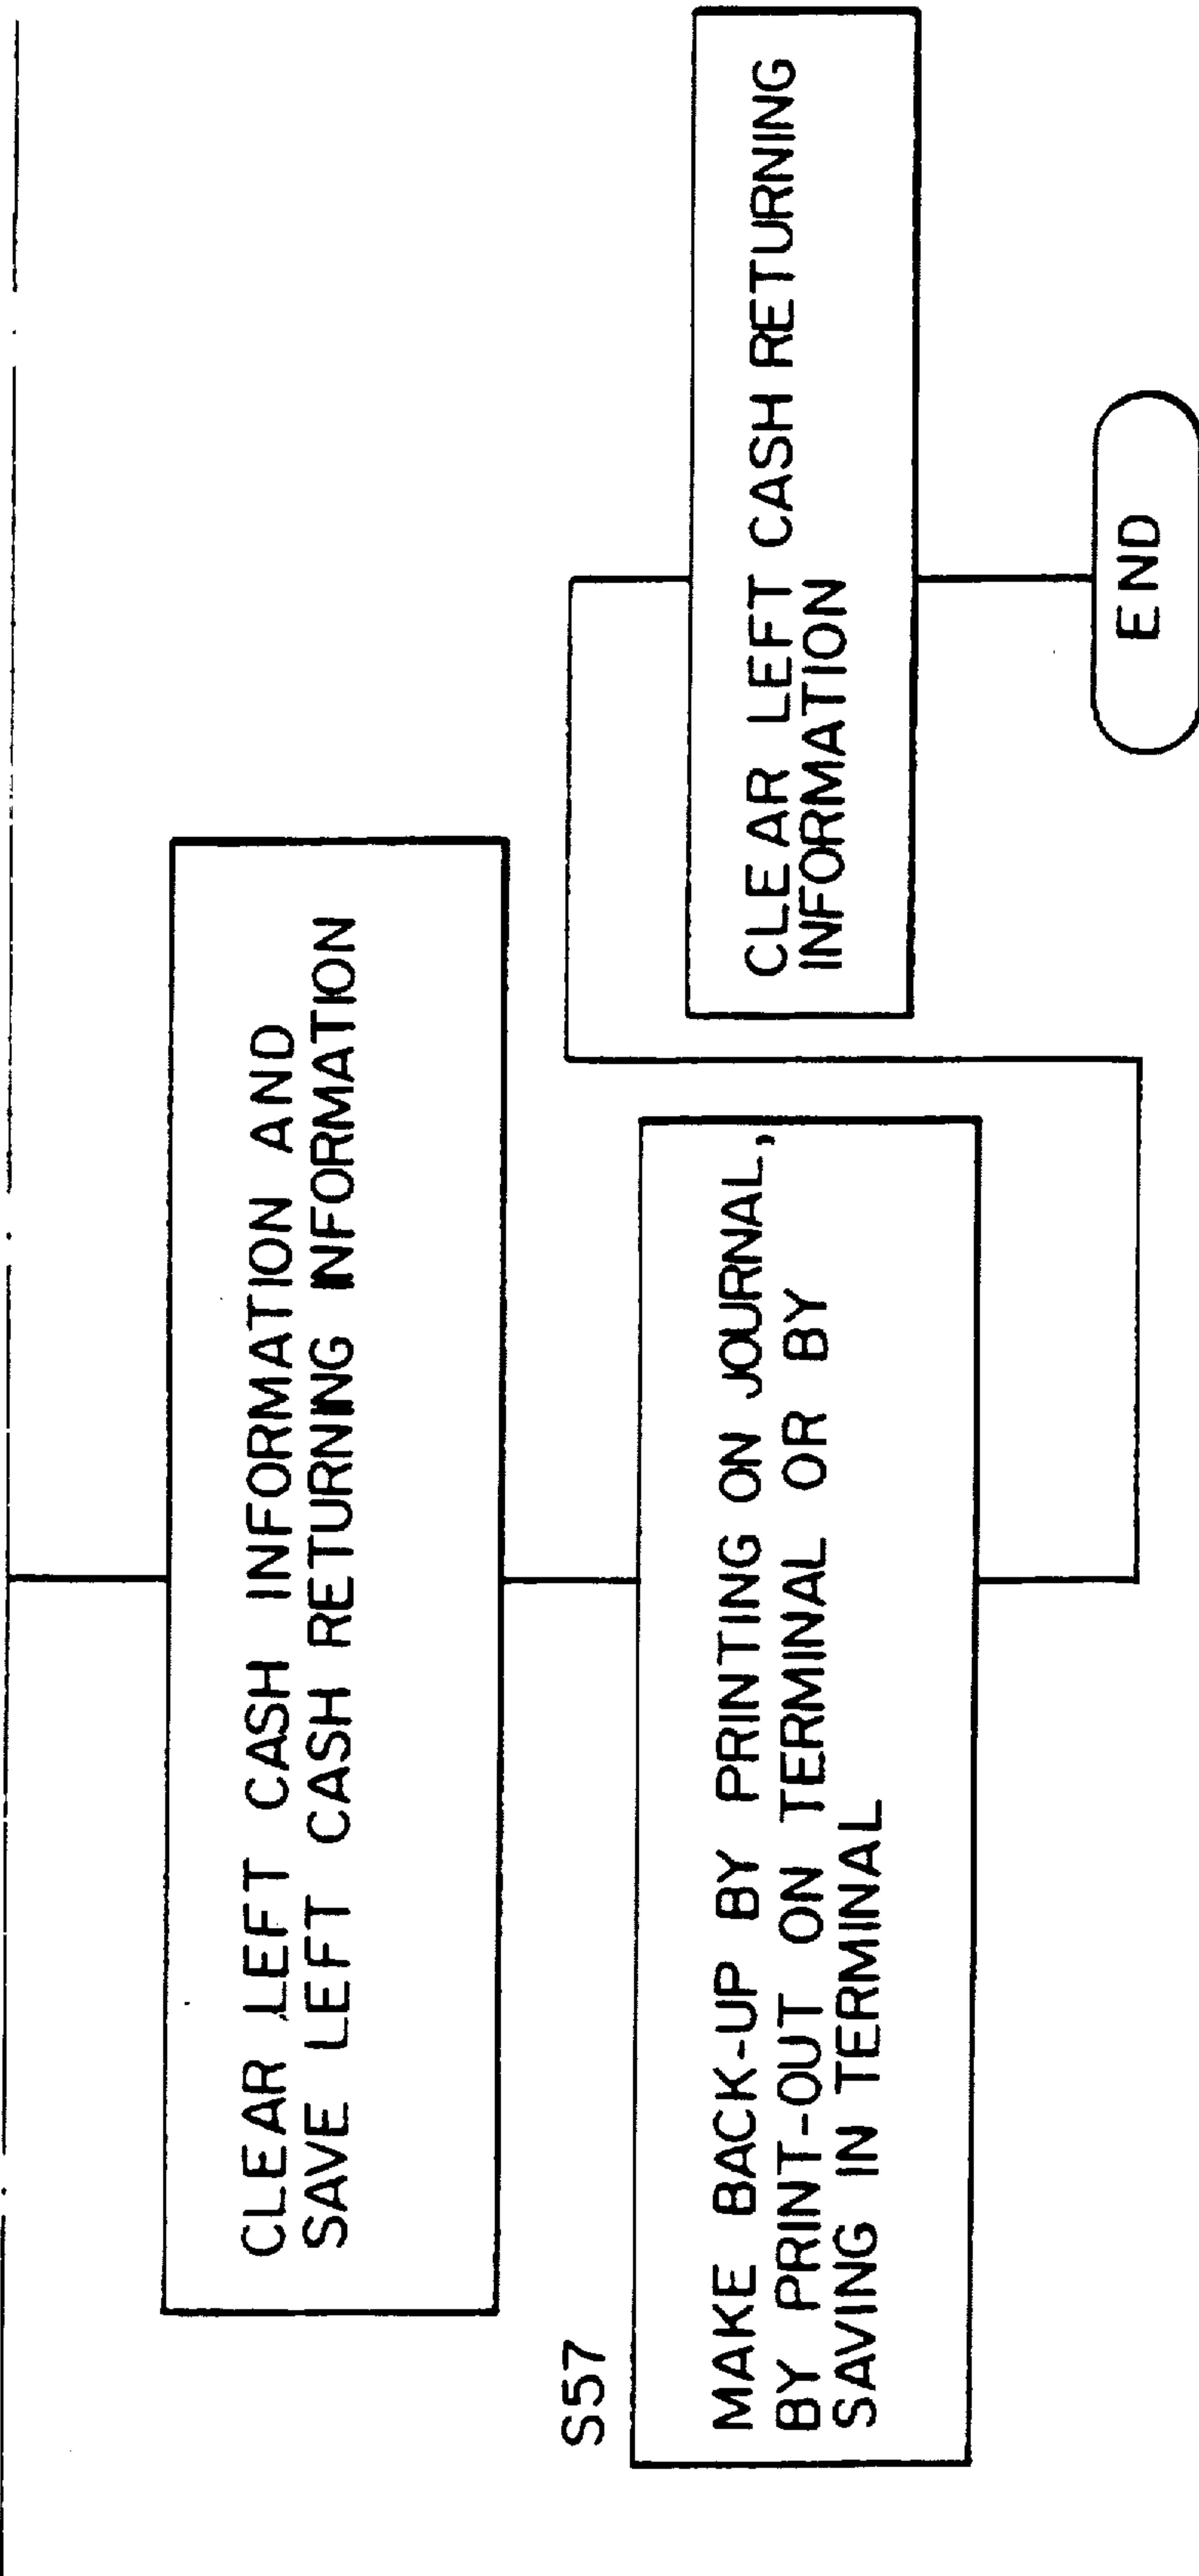 CLEAR LEFT CASH INFORMATION AND
SAVE LEFT CASH RETURNING INFORMATION
S57
MAKE BACK-UP BY PRINTING ON JOURNAL,
BY PRINT-OUT ON TERMINAL OR BY
SAVING IN TERMINAL
CLEAR LEFT CASH RETURNING
INFORMATION
END